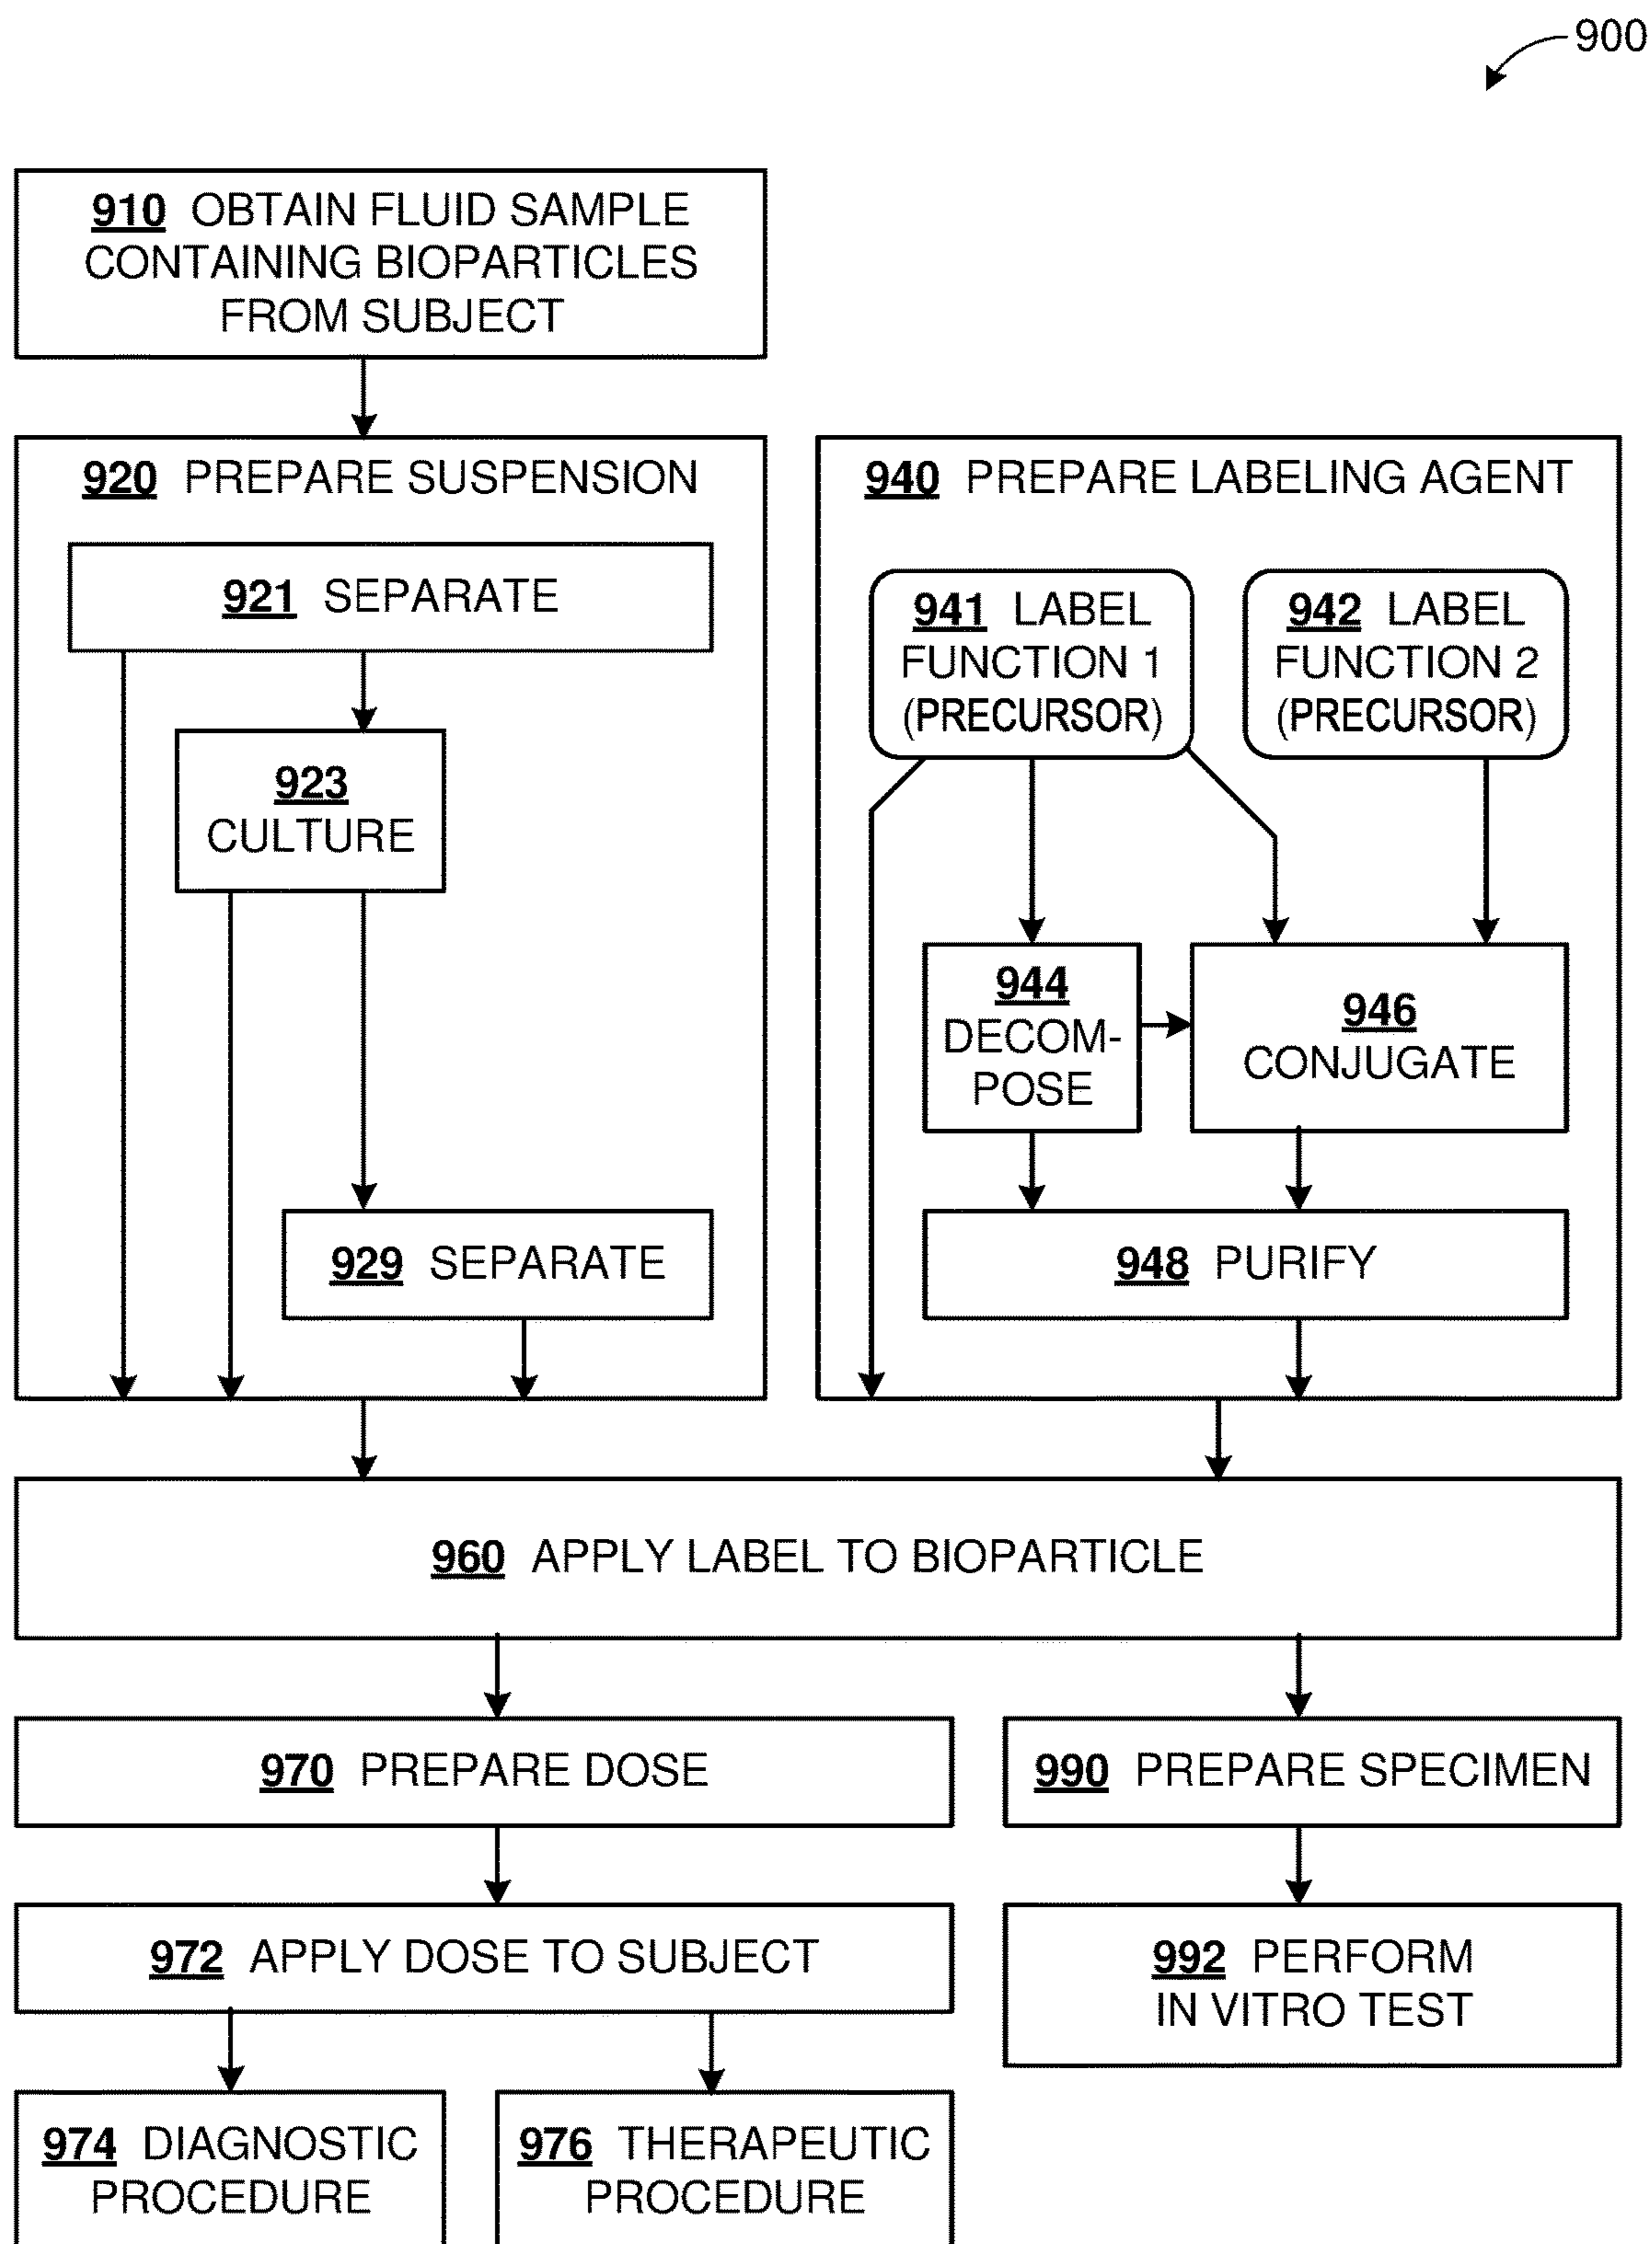 900
910 OBTAIN FLUID SAMPLE
CONTAINING BIOPARTICLES
FROM SUBJECT
920 PREPARE SUSPENSION
921 SEPARATE
923
CULTURE
929 SEPARATE
940 PREPARE LABELING AGENT
941 LABEL
FUNCTION 1
(PRECURSOR)
942 LABEL
FUNCTION 2
(PRECURSOR)
944
DECOM-
POSE
946
CONJUGATE
948 PURIFY
960 APPLY LABEL TO BIOPARTICLE
970 PREPARE DOSE
990 PREPARE SPECIMEN
972 APPLY DOSE TO SUBJECT
992 PERFORM
IN VITRO TEST
974 DIAGNOSTIC
PROCEDURE
976 THERAPEUTIC
PROCEDURE